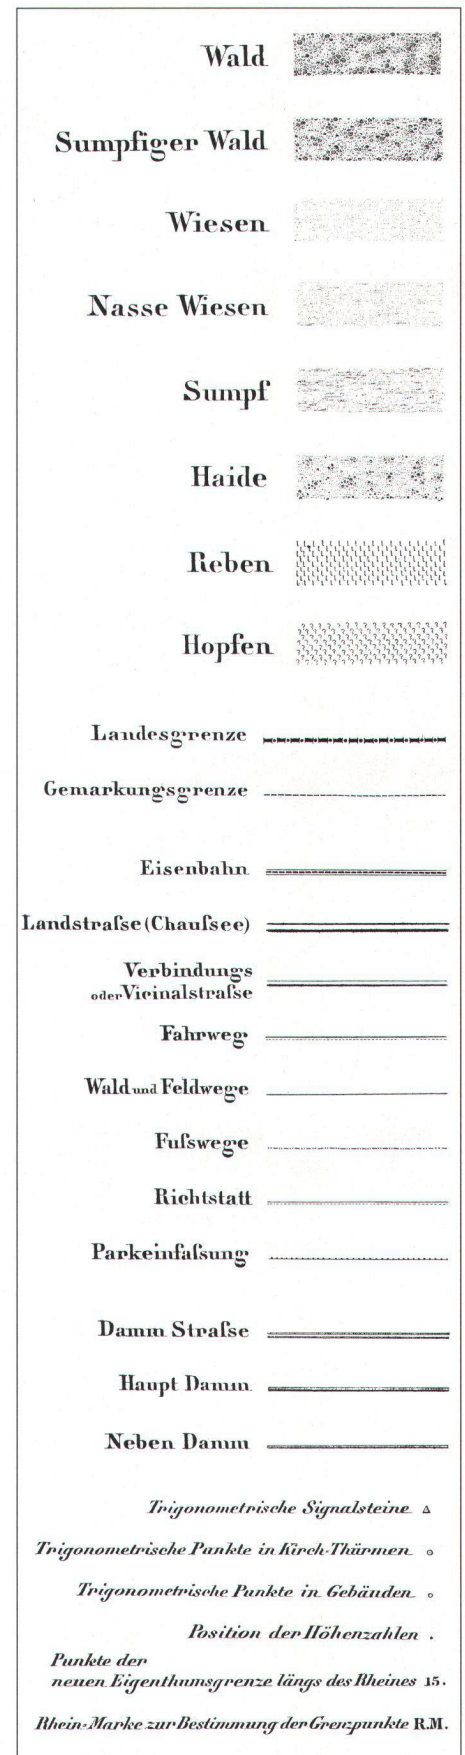 Wald
Sumpfiger Wald
Wiesen
Nasse Wiesen
Sumpf
Haide
Reben
Hopfen
Landesgrenze
Gemarkungsgrenze
Eisenbahn
Landstraſse (Chauſsee)
Verbindungs
oder Vicinalstraſse
Fahrweg
Wald und Feldwege
Fuſswege
Richtstatt
Parkeinfaſsung
Damm Straſse
Haupt Damm
Neben Damm
Trigonometrische Signalsteine
Trigonometrische Punkte in Kirch-Thürmen
Trigonometrische Punkte in Gebäuden
Position der Höhenzahlen .
Punkte der
neuen Eigenthumsgrenze längs des Rheines 15.
Rhein-Marke zur Bestimmung der Grenzpunkte R.M.